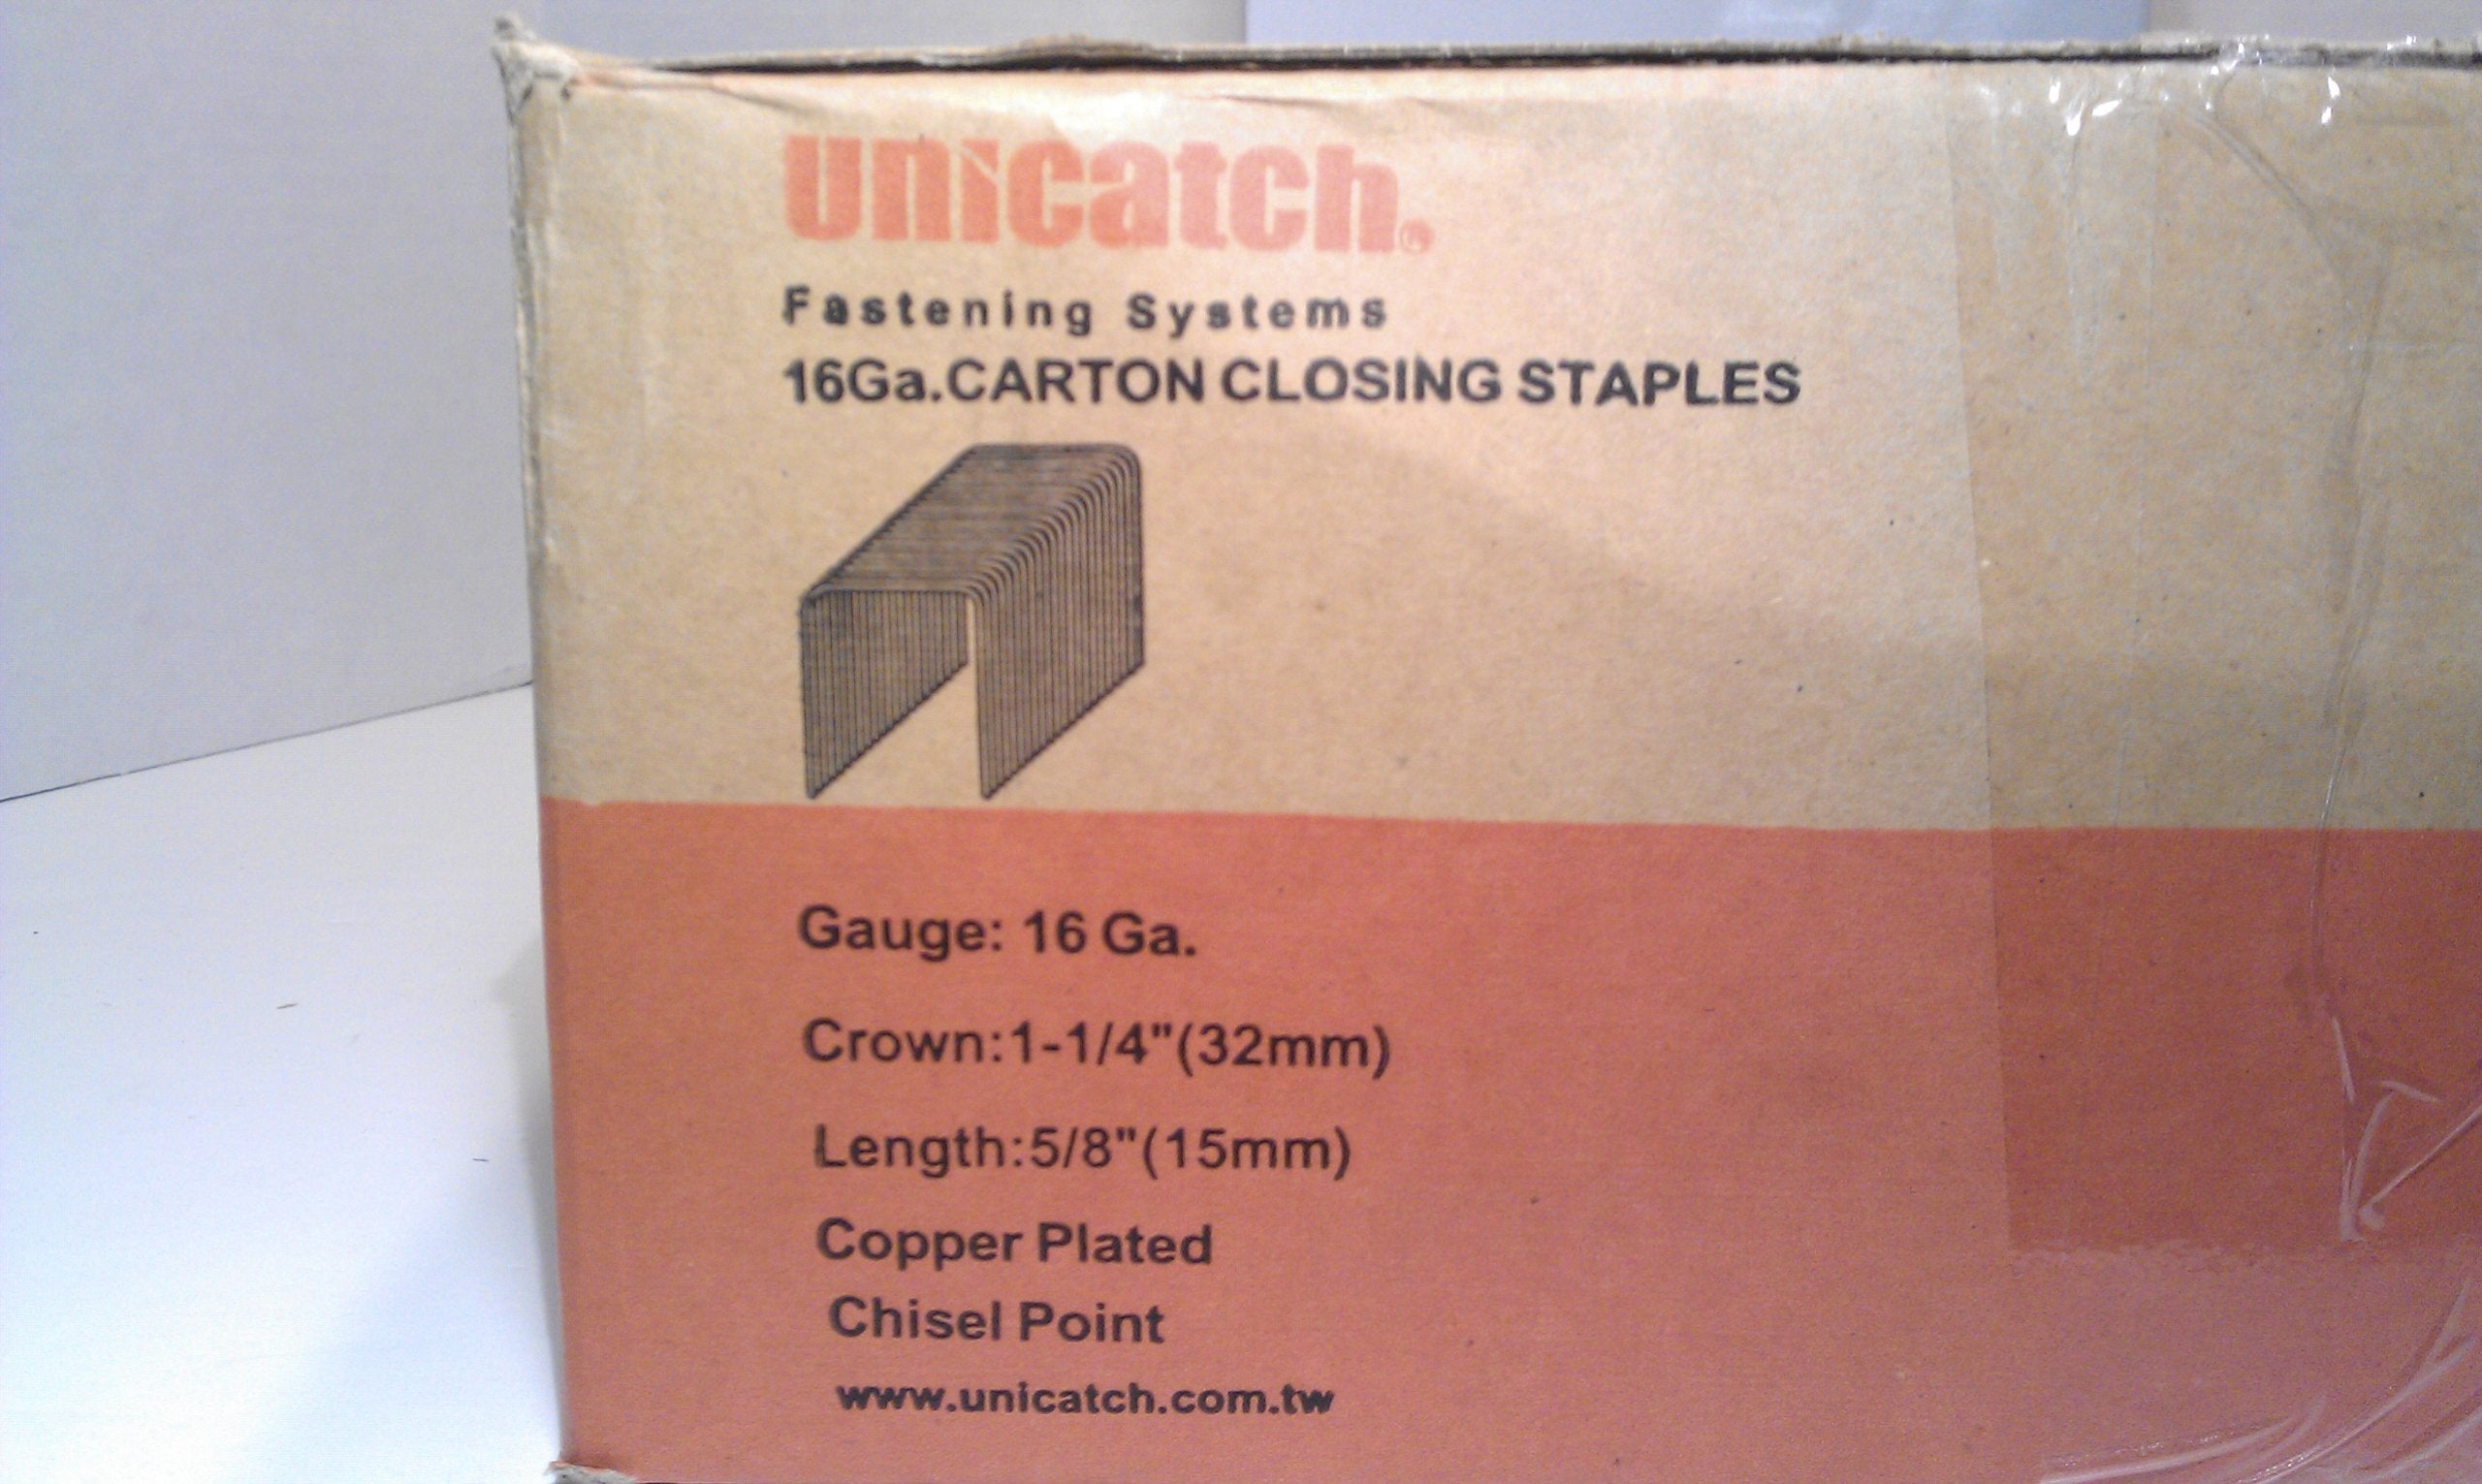 unicatch®
Fastening Systems
16Ga.CARTON CLOSING STAPLES
Gauge: 16 Ga.
Crown:1-1/4"(32mm)
Length:5/8"(15mm)
Copper Plated
Chisel Point
www.unicatch.com.tw